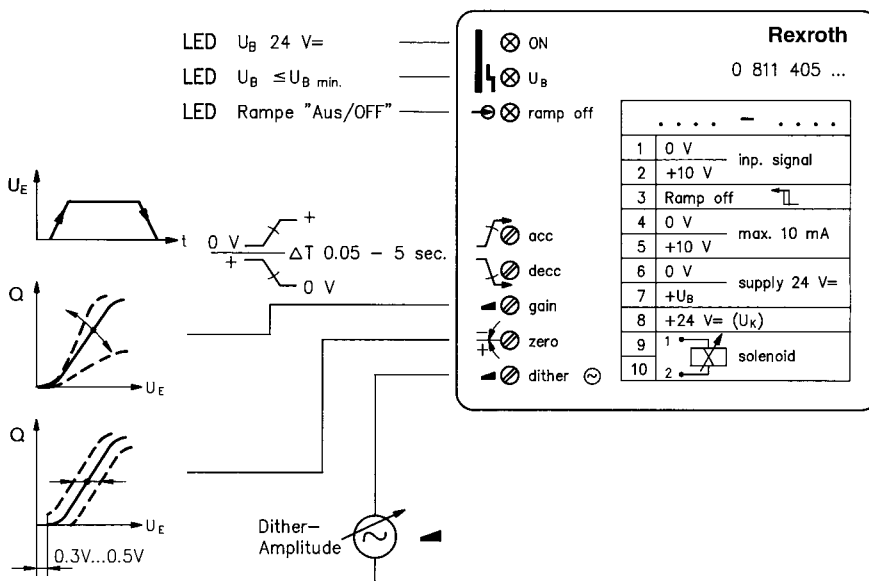 LED U_B 24 V=
LED U_B ≤ U_B min.
LED Rampe "Aus/OFF"
ON
U_B
ramp off
Rexroth
0 811 405 ...
. . . . – . . . .
1 0 V
2 +10 V
inp. signal
3 Ramp off
4 0 V
5 +10 V
max. 10 mA
6 0 V
7 +U_B
supply 24 V=
8 +24 V= (U_K)
9 1
10 2
solenoid
acc
decc
gain
zero
dither
U_E
t
0 V +
+ 0 V
ΔT 0.05 – 5 sec.
Q
U_E
Q
U_E
0.3V...0.5V
Dither–
Amplitude